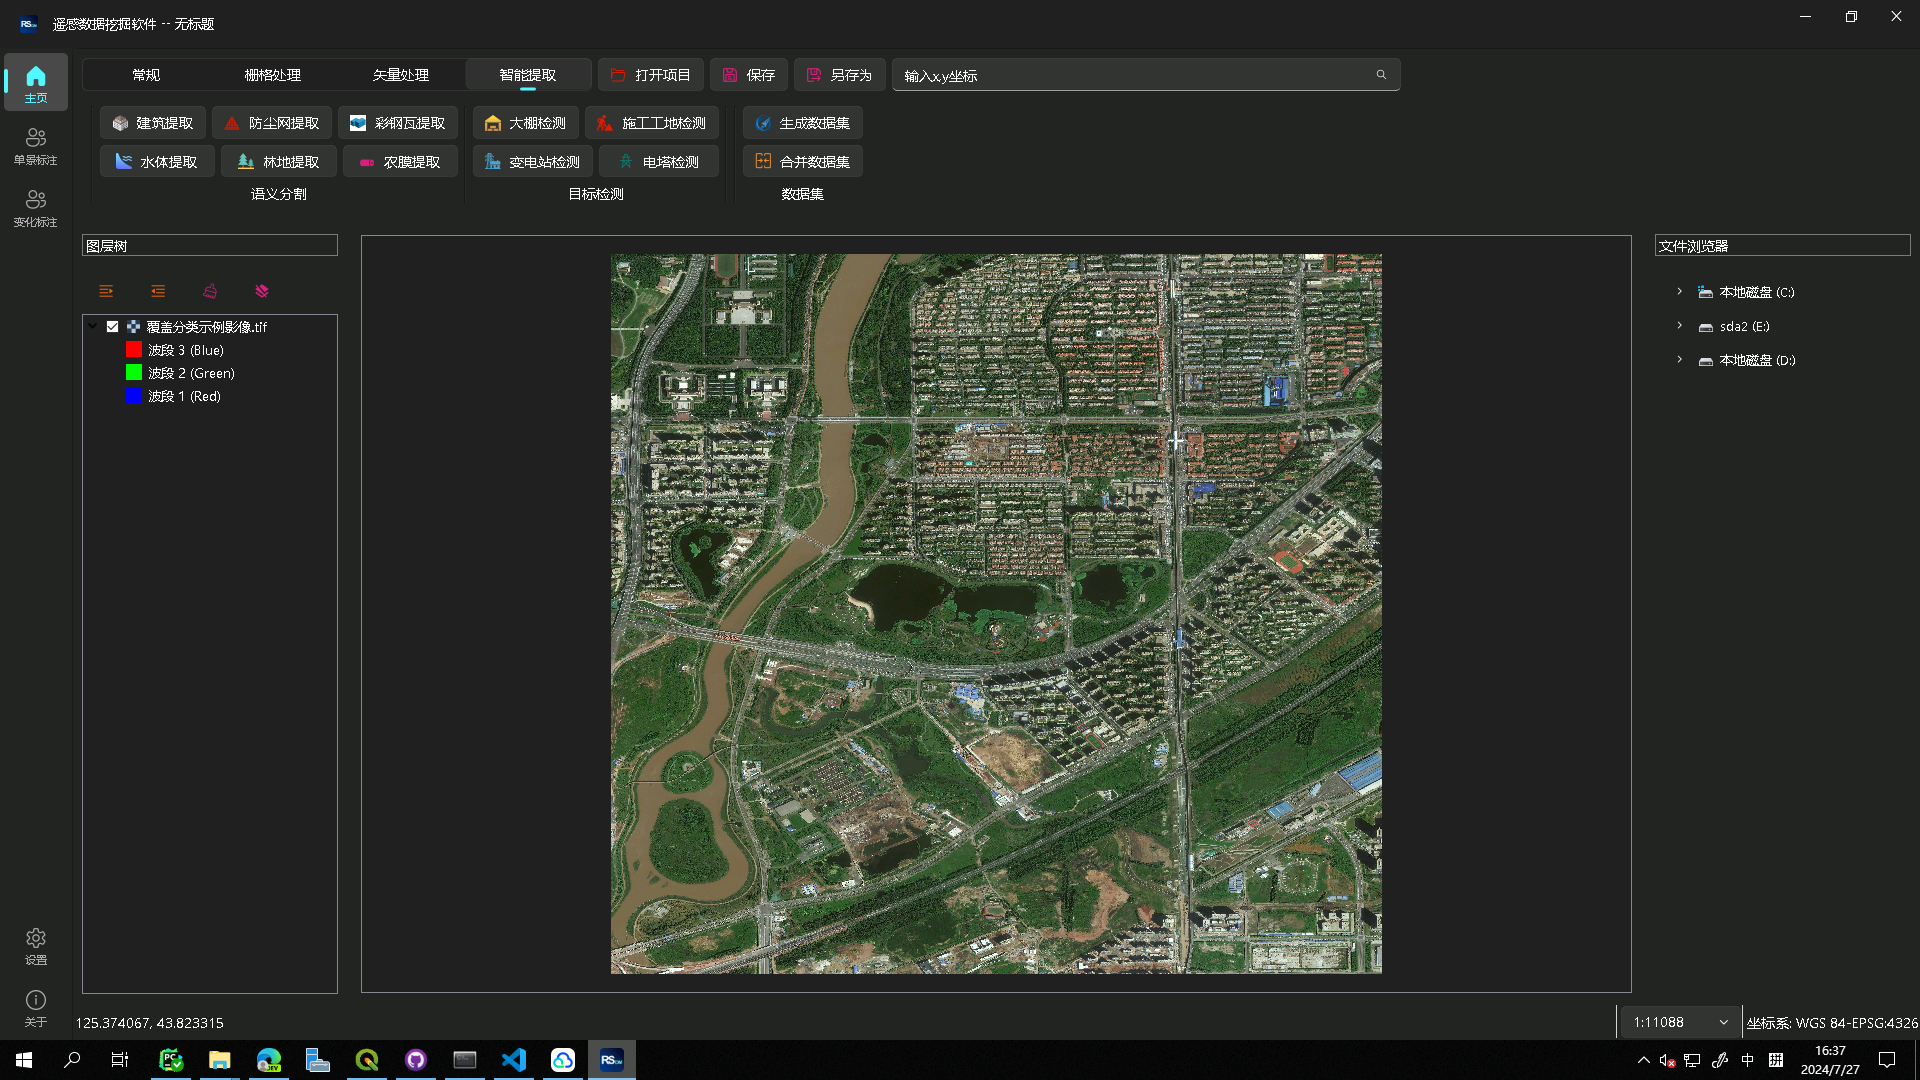 遥感数据挖掘软件 -- 无标题
主页
单景标注
变化标注
设置
关于
常规 栅格处理 矢量处理 智能提取 打开项目 保存 另存为 输入x,y坐标
建筑提取 防尘网提取 彩钢瓦提取 大棚检测 施工工地检测 生成数据集
水体提取 林地提取 农膜提取 变电站检测 电塔检测 合并数据集
语义分割 目标检测 数据集
图层树
覆盖分类示例影像.tif
波段 3 (Blue)
波段 2 (Green)
波段 1 (Red)
文件浏览器
本地磁盘 (C:)
sda2 (E:)
本地磁盘 (D:)
125.374067, 43.823315
1:11088
坐标系: WGS 84-EPSG:4326
中
拼
16:37
2024/7/27